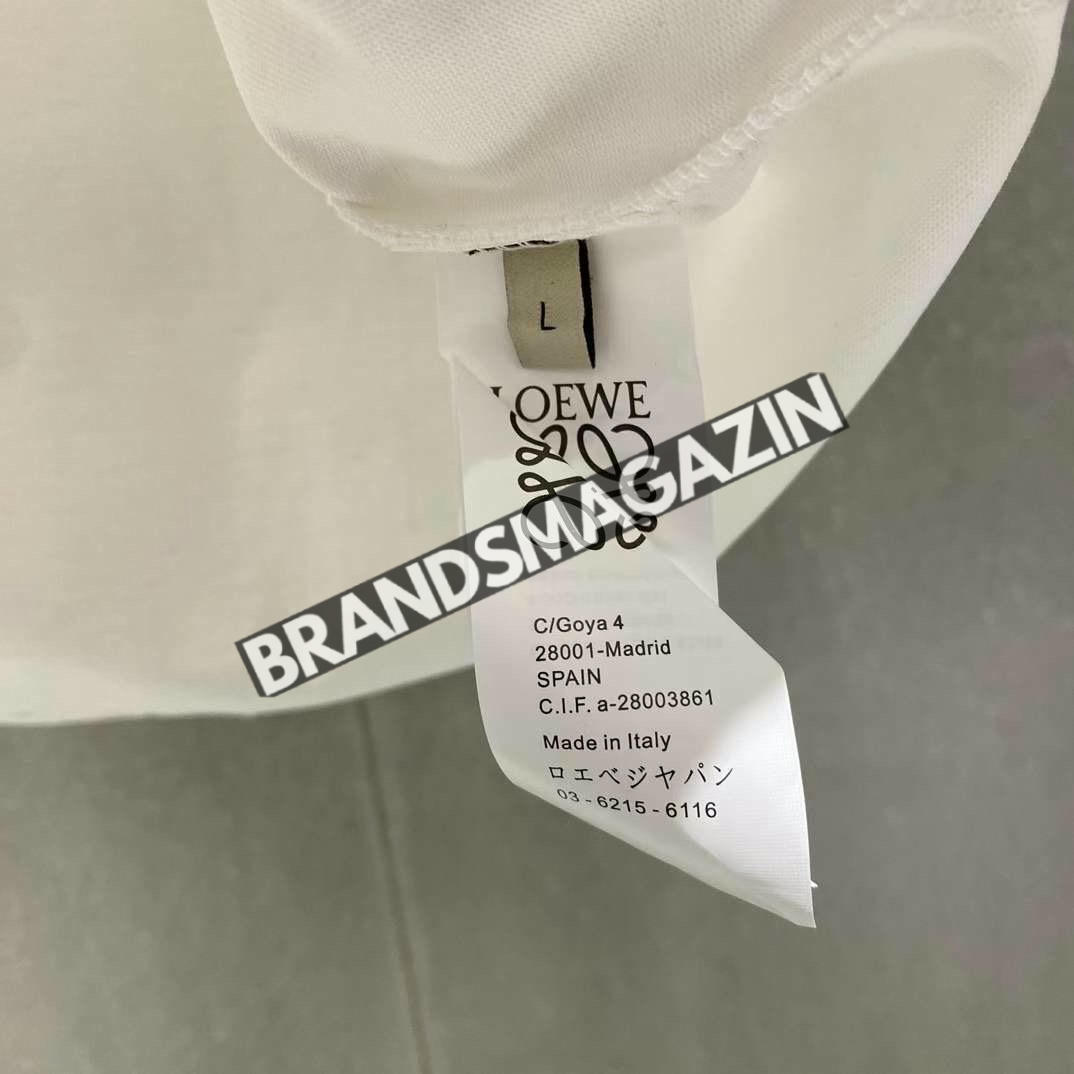 L
LOEWE
BRANDSMAGAZIN
C/Goya 4
28001-Madrid
SPAIN
C.I.F. a-28003861
Made in Italy
ロエベジャパン
03-6215-6116